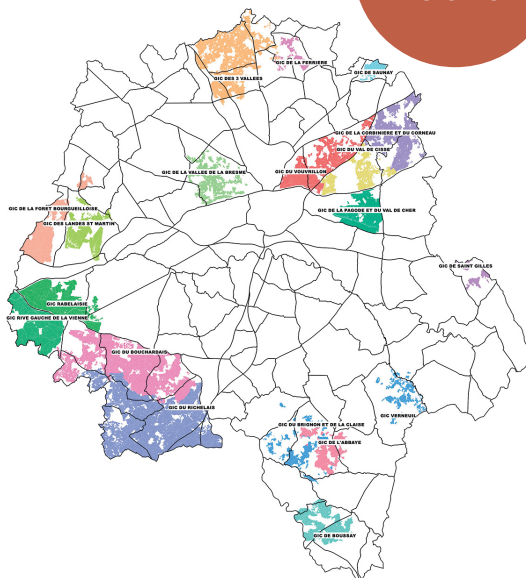 GIC DE LA FERRIERE
GIC DE SAUNAY
GIC DES 3 VALLEES
GIC DE LA CORBINIERE ET DU CORNEAU
GIC DU VAL DE CISSE
GIC DE LA VALLEE DE LA BRESME
GIC DU VOUVRILLON
GIC DE LA FORET BOURGUEILLOISE
GIC DE LA PAGODE ET DU VAL DE CHER
GIC DES LANDES ST MARTIN
GIC DE SAINT GILLES
GIC RABELAISIE
GIC RIVE GAUCHE DE LA VIENNE
GIC DU BOUCHARDAIS
GIC DU RICHELAIS
GIC VERNEUIL
GIC DU BRIGNON ET DE LA CLAISE
GIC DE L'ABBAYE
GIC DE BOUSSAY